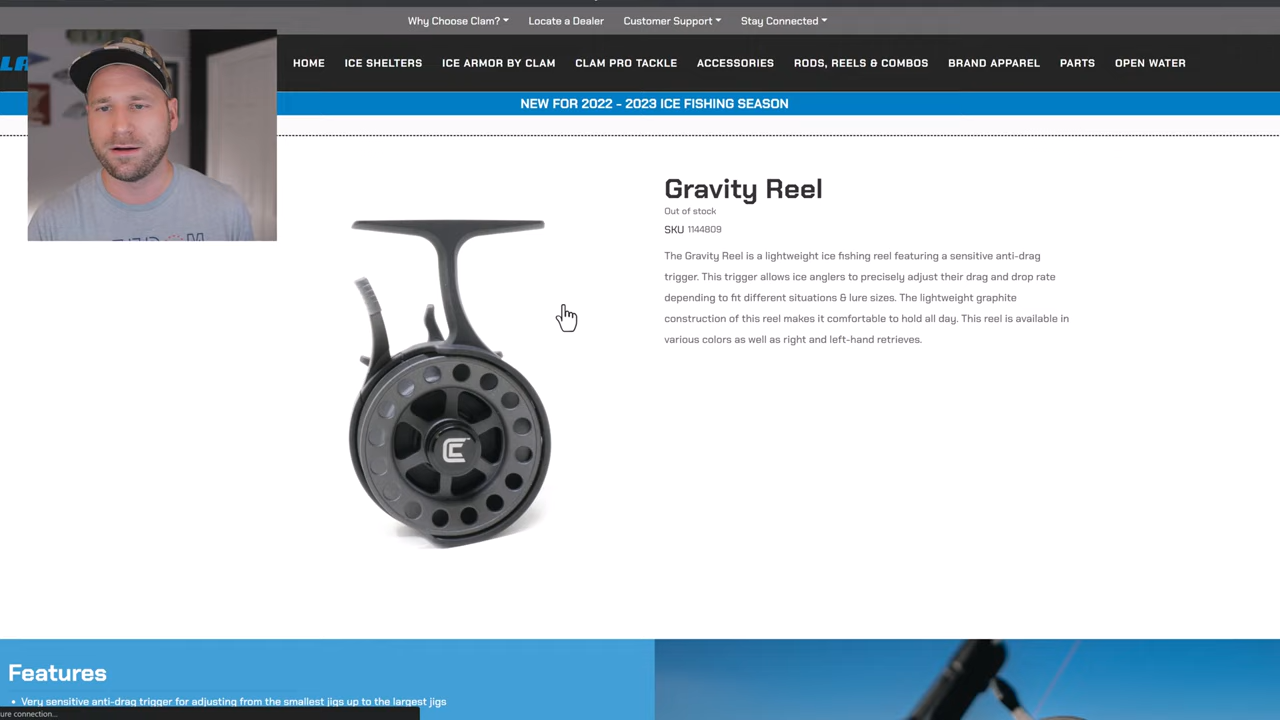 Why Choose Clam? Locate a Dealer Customer Support Stay Connected
LA HOME ICE SHELTERS ICE ARMOR BY CLAM CLAM PRO TACKLE ACCESSORIES RODS, REELS & COMBOS BRAND APPAREL PARTS OPEN WATER
NEW FOR 2022 - 2023 ICE FISHING SEASON
Gravity Reel
Out of stock
SKU 1144809
The Gravity Reel is a lightweight ice fishing reel featuring a sensitive anti-drag
trigger. This trigger allows ice anglers to precisely adjust their drag and drop rate
depending to fit different situations & lure sizes. The lightweight graphite
construction of this reel makes it comfortable to hold all day. This reel is available in
various colors as well as right and left-hand retrieves.
Features
• Very sensitive anti-drag trigger for adjusting from the smallest jigs up to the largest jigs
ure connection...